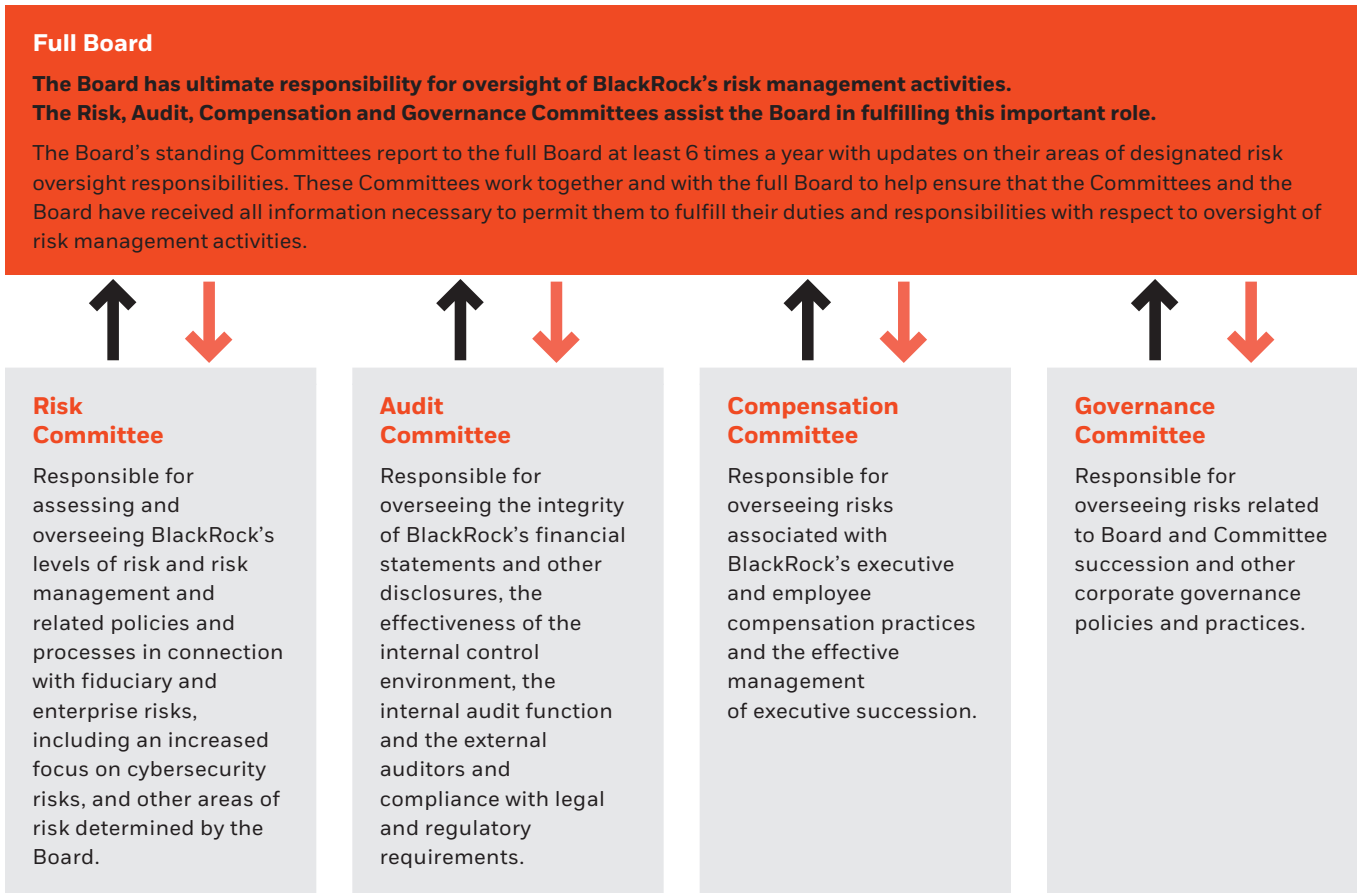 Full Board
The Board has ultimate responsibility for oversight of BlackRock’s risk management activities.
The Risk, Audit, Compensation and Governance Committees assist the Board in fulfilling this important role.
The Board’s standing Committees report to the full Board at least 6 times a year with updates on their areas of designated risk
oversight responsibilities. These Committees work together and with the full Board to help ensure that the Committees and the
Board have received all information necessary to permit them to fulfill their duties and responsibilities with respect to oversight of
risk management activities.
Risk
Committee
Responsible for
assessing and
overseeing BlackRock’s
levels of risk and risk
management and
related policies and
processes in connection
with fiduciary and
enterprise risks,
including an increased
focus on cybersecurity
risks, and other areas of
risk determined by the
Board.
Audit
Committee
Responsible for
overseeing the integrity
of BlackRock’s financial
statements and other
disclosures, the
effectiveness of the
internal control
environment, the
internal audit function
and the external
auditors and
compliance with legal
and regulatory
requirements.
Compensation
Committee
Responsible for
overseeing risks
associated with
BlackRock’s executive
and employee
compensation practices
and the effective
management
of executive succession.
Governance
Committee
Responsible for
overseeing risks related
to Board and Committee
succession and other
corporate governance
policies and practices.